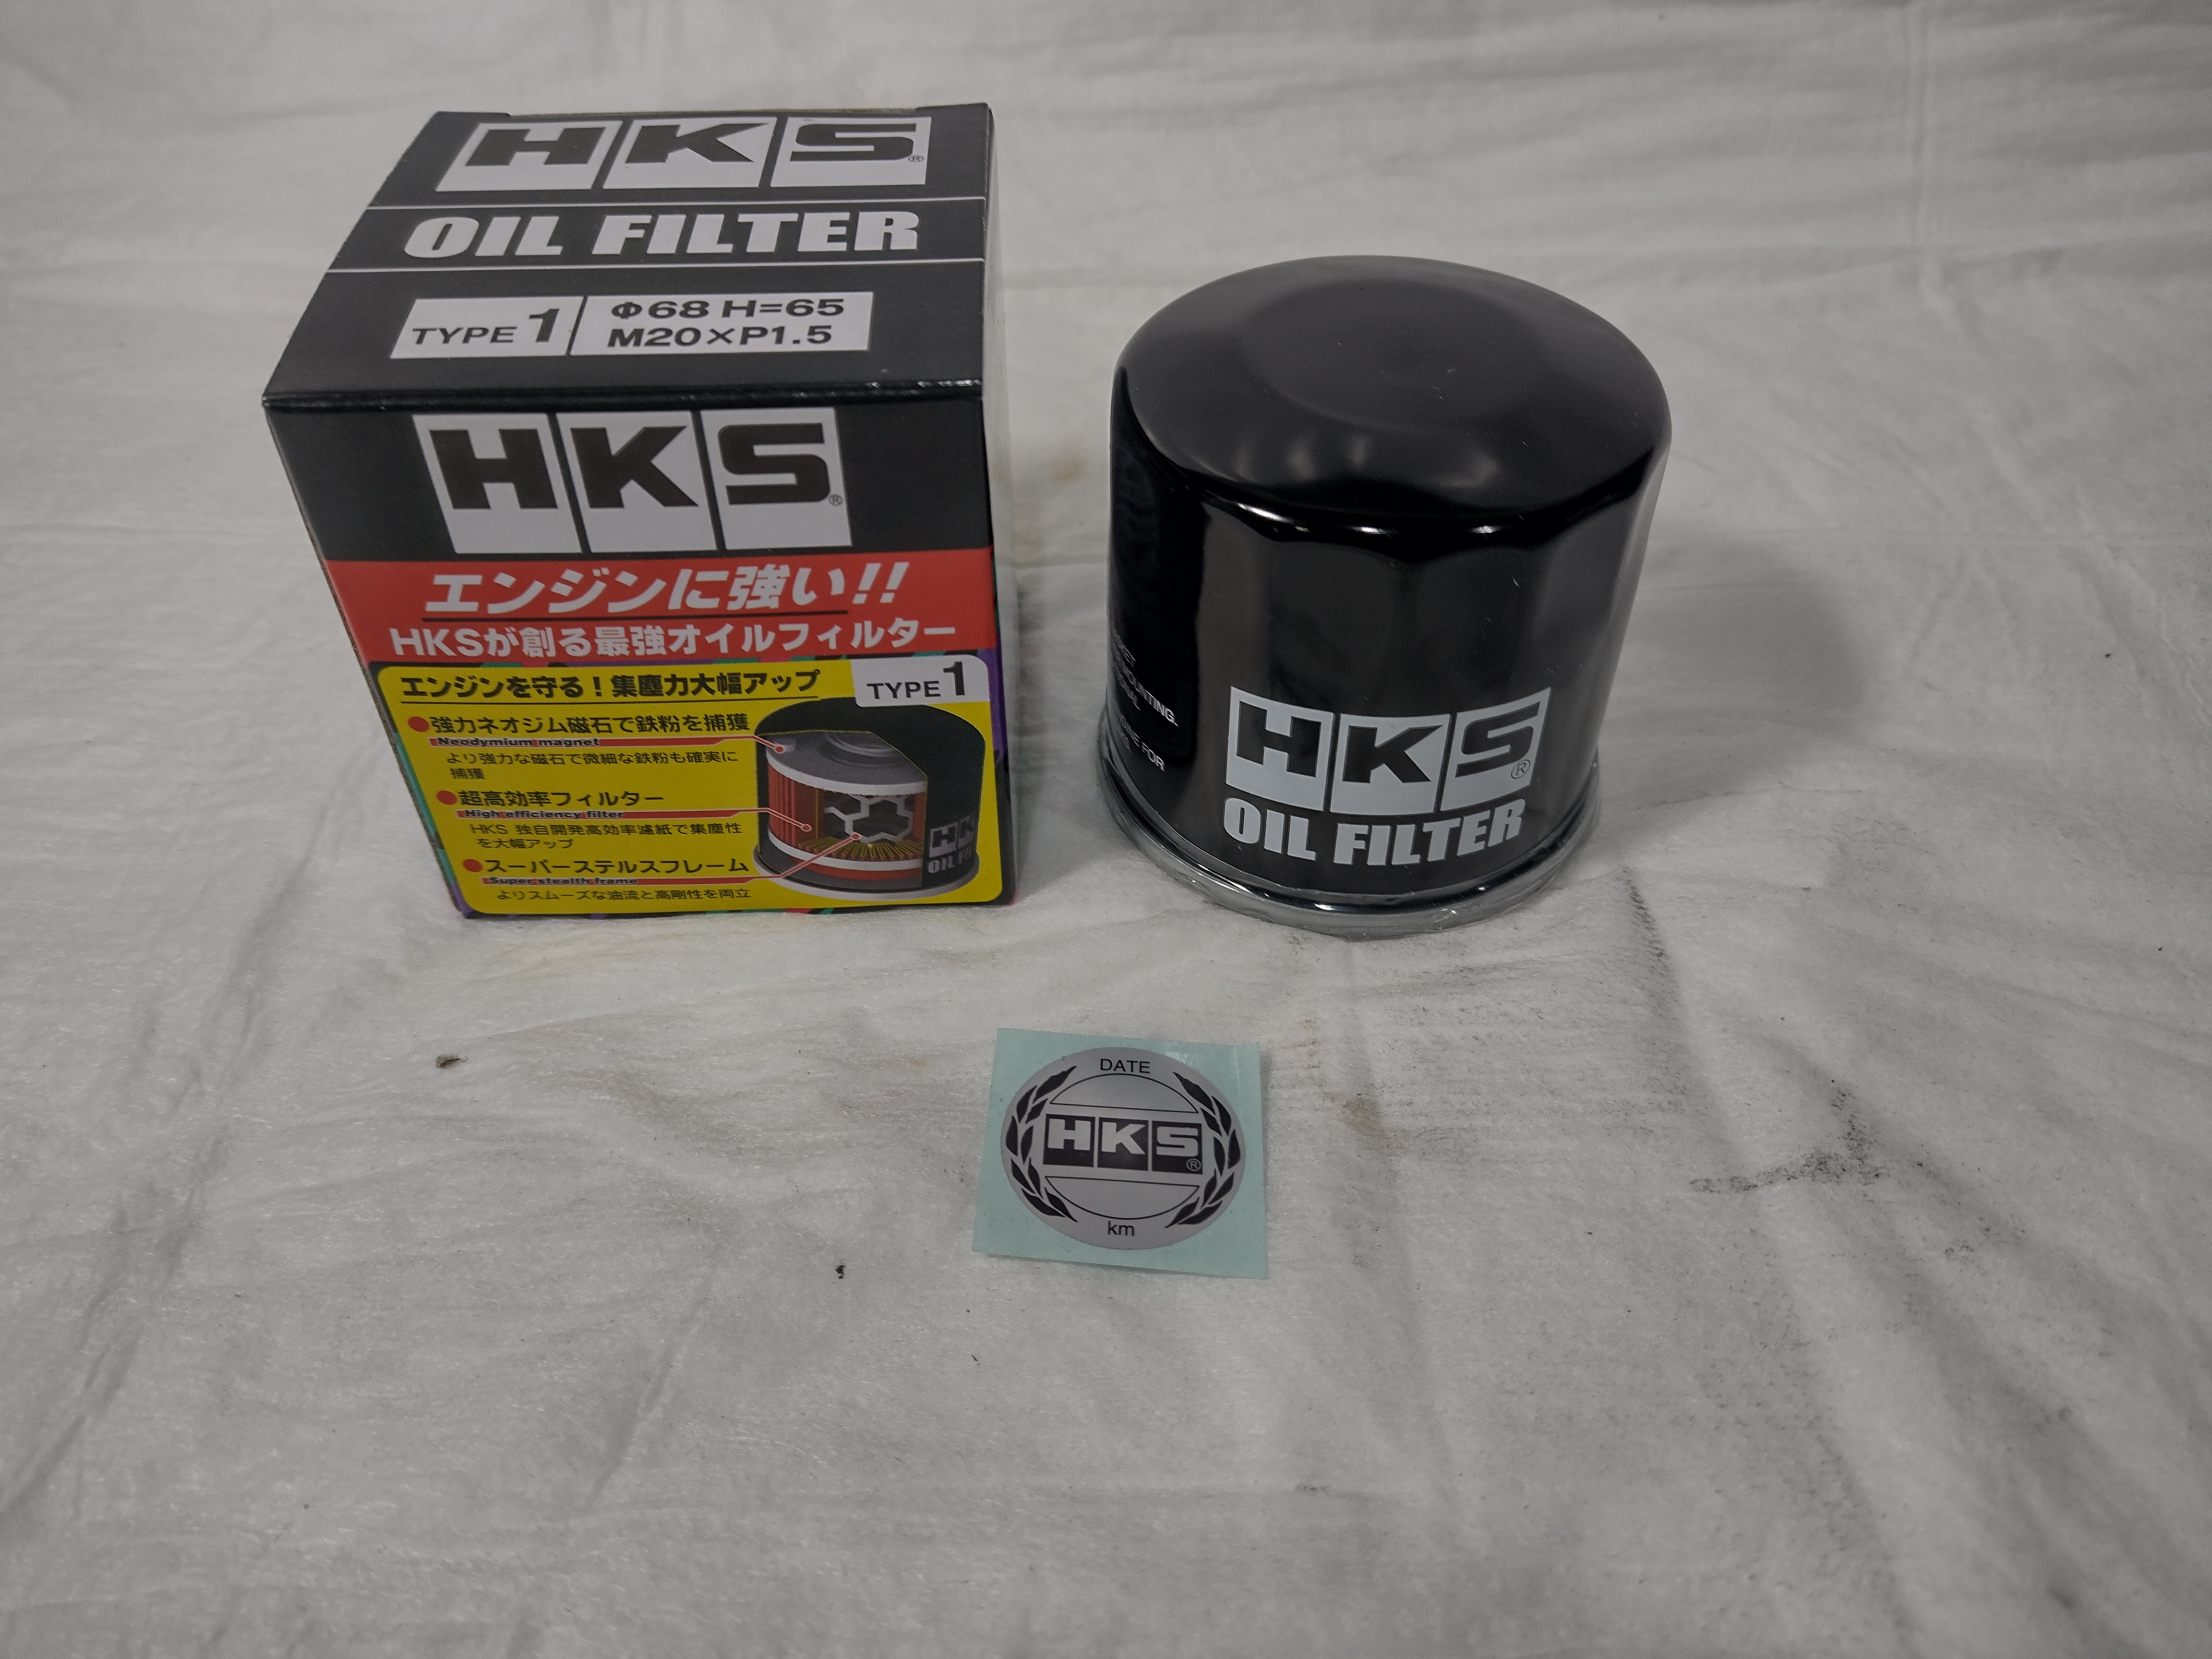 HKS®
OIL FILTER
TYPE 1
Φ68 H=65
M20×P1.5
HKS®
エンジンに強い!!
HKSが創る最強オイルフィルター
エンジンを守る！集塵力大幅アップ
TYPE 1
●強力ネオジム磁石で鉄粉を捕獲
Neodymium magnet
より強力な磁石で微細な鉄粉も確実に
捕獲
●超高効率フィルター
High efficiency filter
HKS 独自開発高効率濾紙で集塵性
を大幅アップ
●スーパーステルスフレーム
Super stealth frame
よりスムーズな油流と高剛性を両立
HK
OIL FI
MOUNTING.
FOR
HKS®
OIL FILTER
DATE
HKS®
km